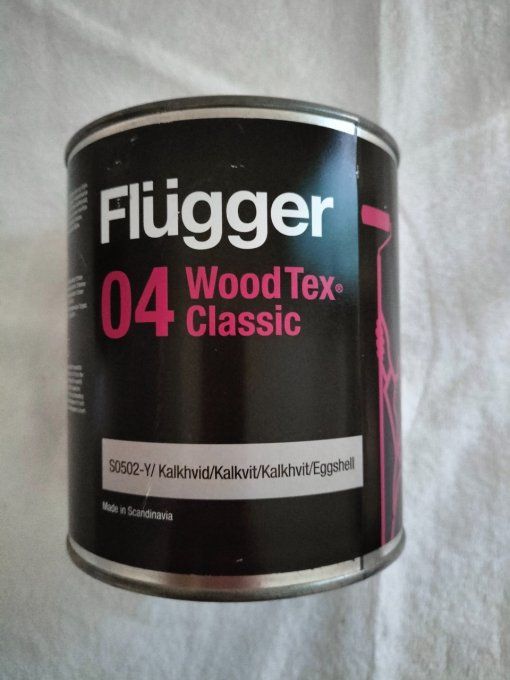 Flügger
04 Wood Tex®
Classic
S0502-Y/ Kalkhvid/Kalkvit/Kalkhvit/Eggshell
Made in Scandinavia